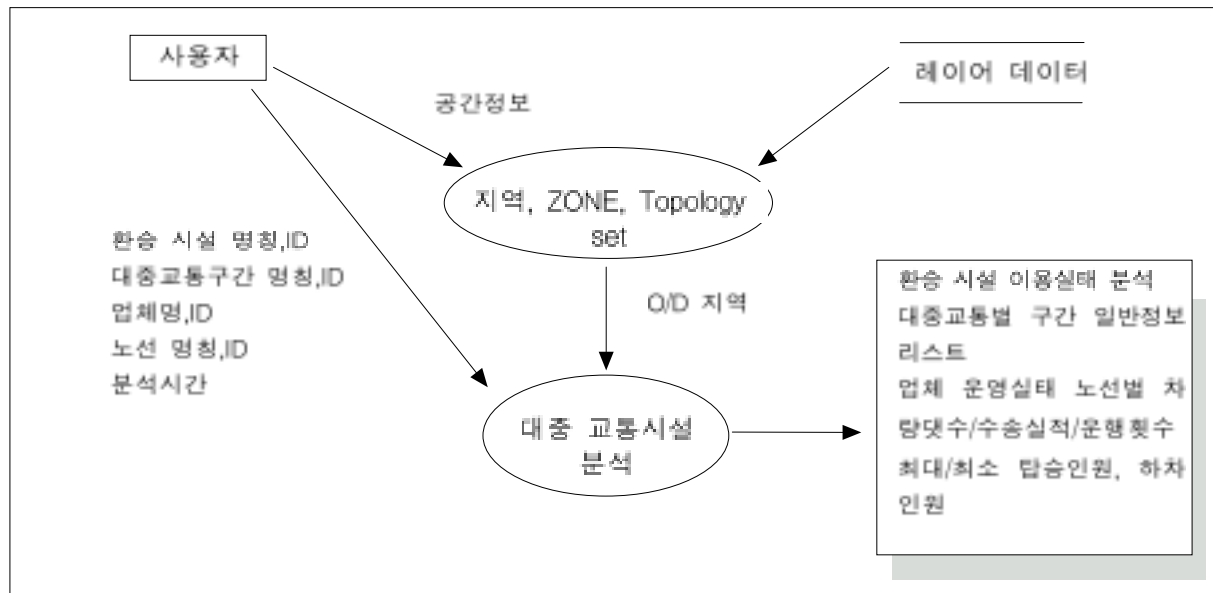 사용자
레이어 데이터
공간정보
지역, ZONE, Topology
set
환승 시설 명칭,ID
대중교통구간 명칭,ID
업체명,ID
노선 명칭,ID
분석시간
O/D 지역
대중 교통시설
분석
환승 시설 이용실태 분석
대중교통별 구간 일반정보
리스트
업체 운영실태 노선별 차
량댓수/수송실적/운행횟수
최대/최소 탑승인원, 하차
인원